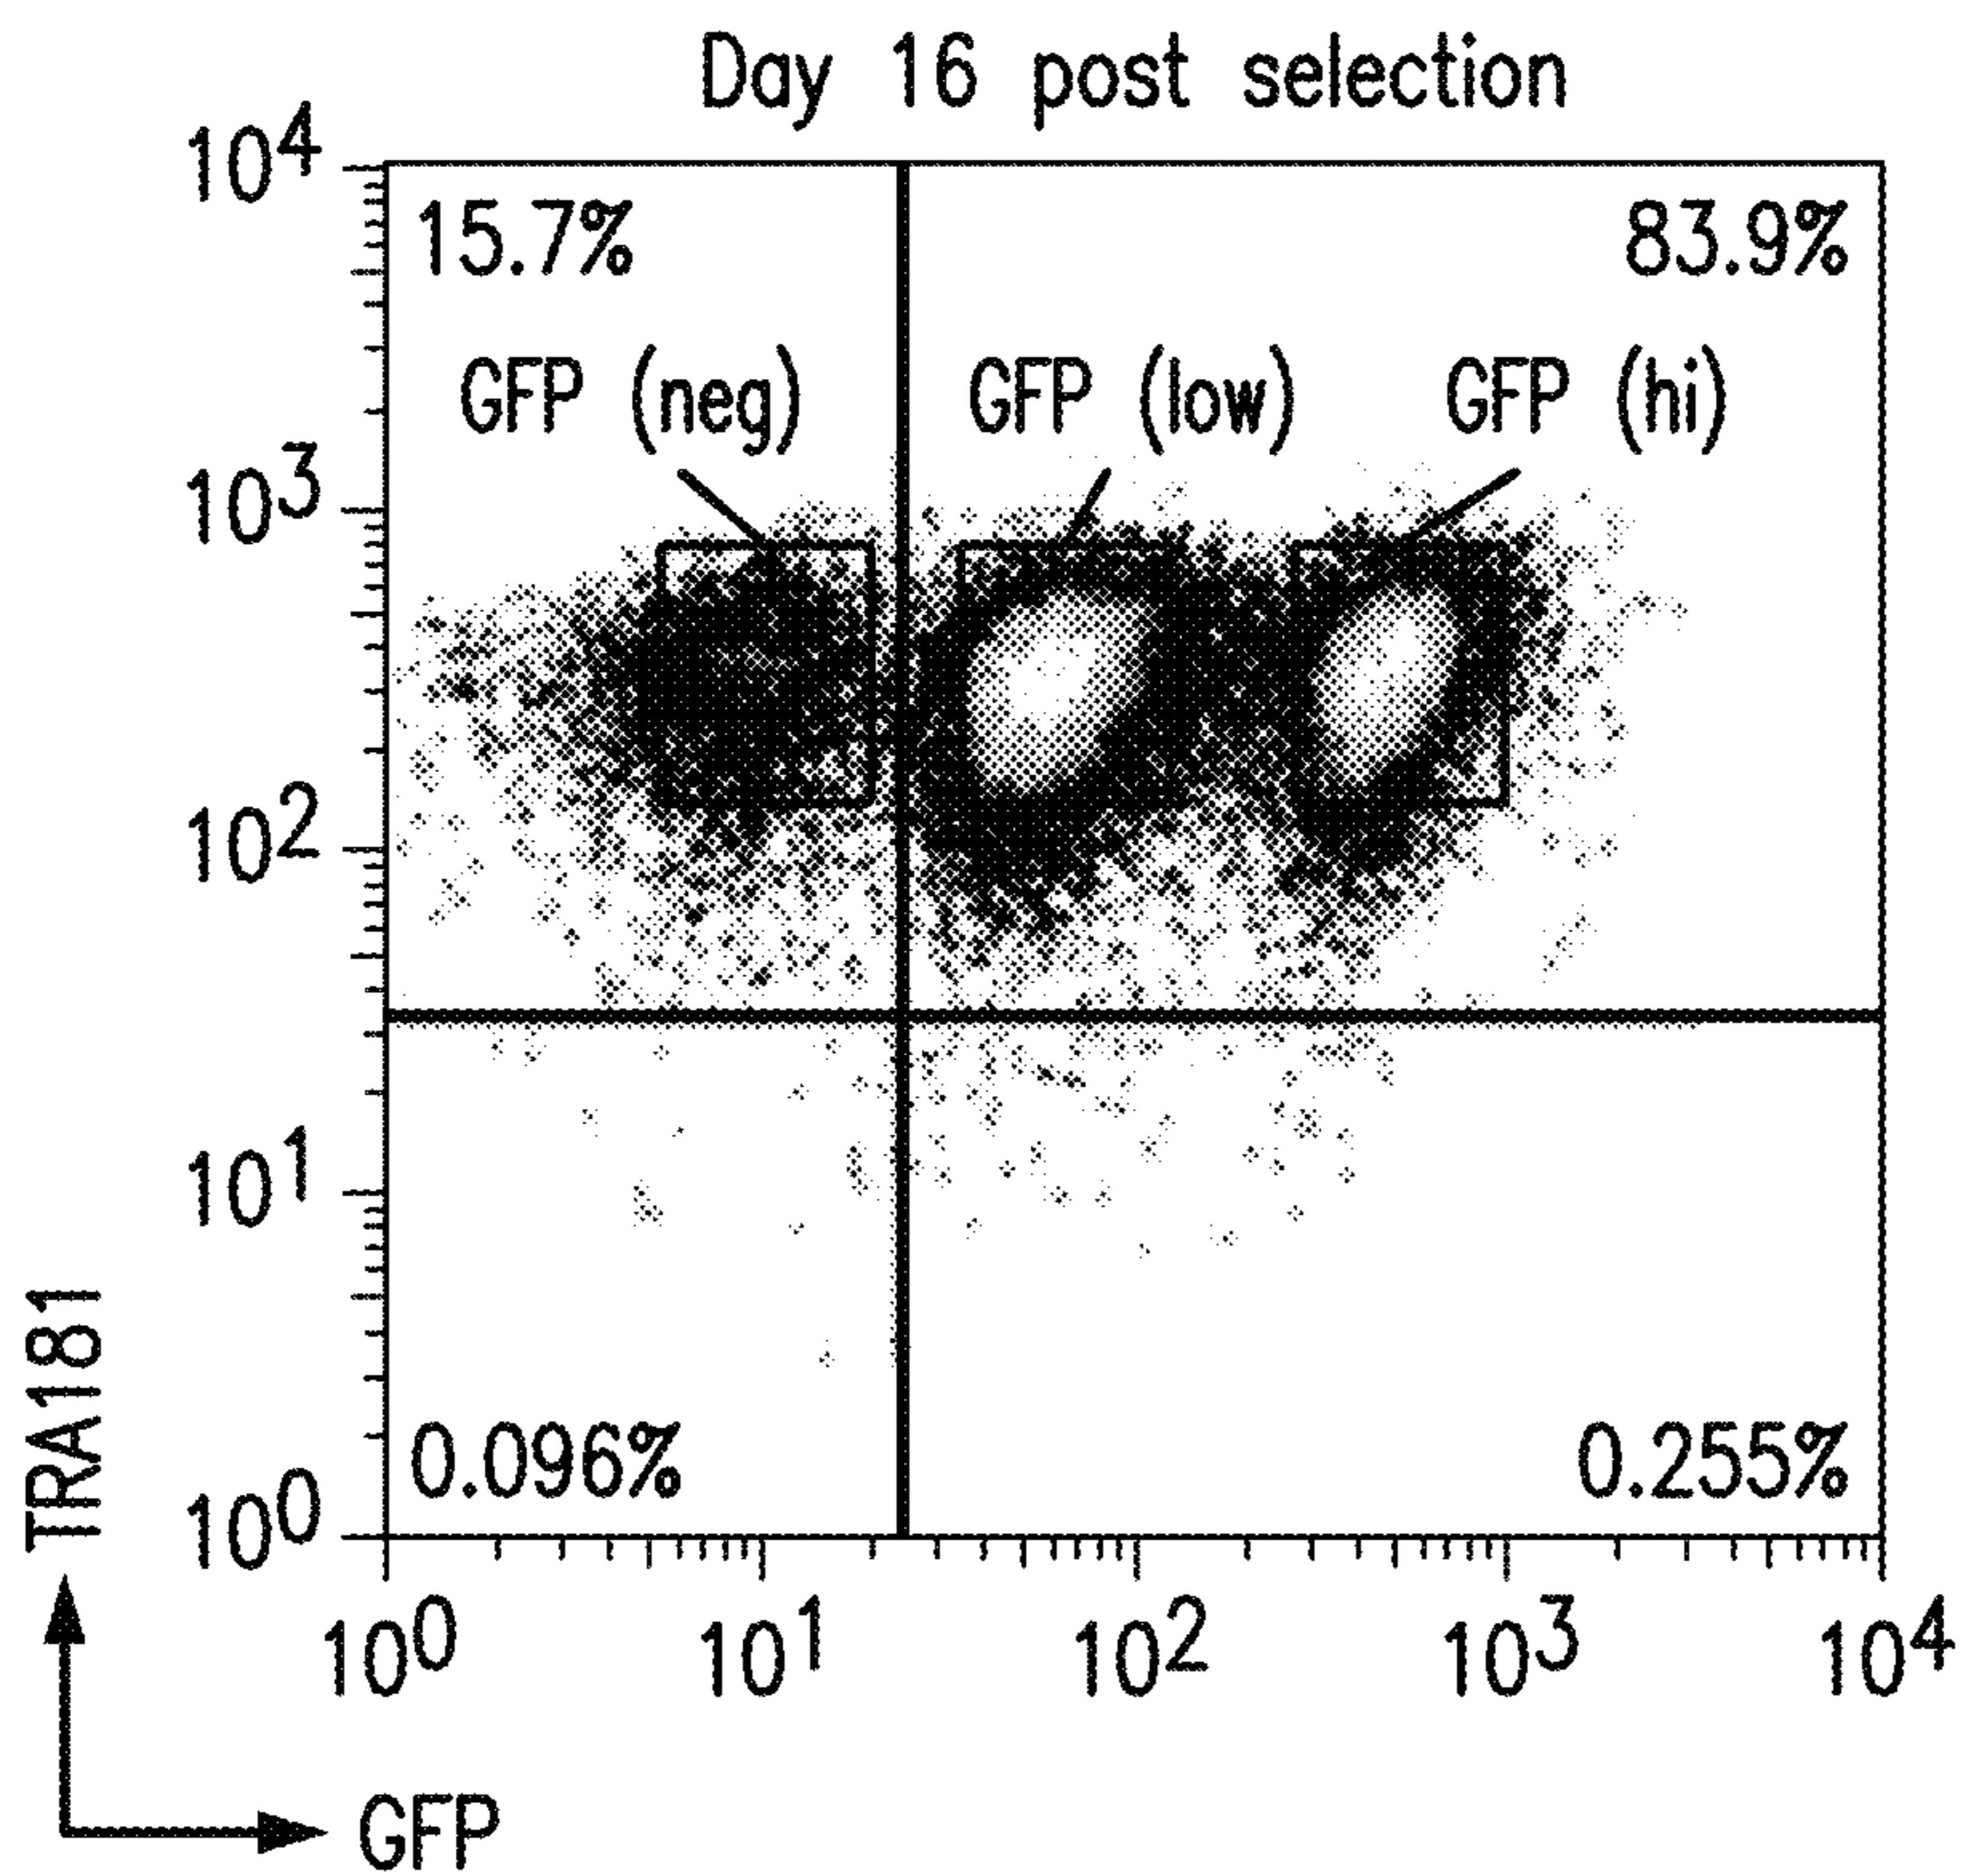 Day 16 post selection
10^4
15.7%
83.9%
GFP (neg)
GFP (low)
GFP (hi)
10^3
10^2
10^1
0.096%
0.255%
10^0
TRA181
10^0
10^1
10^2
10^3
10^4
GFP